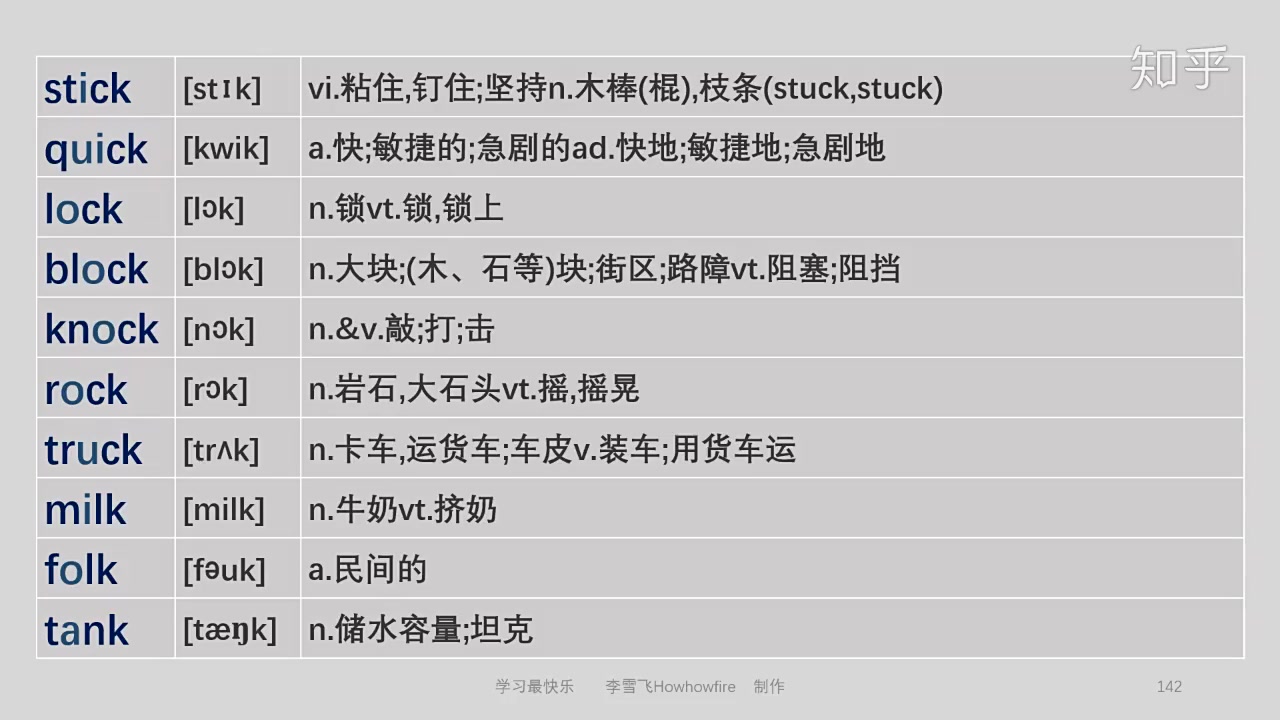 知乎
stick [stɪk] vi.粘住,钉住;坚持n.木棒(棍),枝条(stuck,stuck)
quick [kwik] a.快;敏捷的;急剧的ad.快地;敏捷地;急剧地
lock [lɔk] n.锁vt.锁,锁上
block [blɔk] n.大块;(木、石等)块;街区;路障vt.阻塞;阻挡
knock [nɔk] n.&v.敲;打;击
rock [rɔk] n.岩石,大石头vt.摇,摇晃
truck [trʌk] n.卡车,运货车;车皮v.装车;用货车运
milk [milk] n.牛奶vt.挤奶
folk [fəuk] a.民间的
tank [tæŋk] n.储水容量;坦克
学习最快乐 李雪飞Howhowfire 制作 142